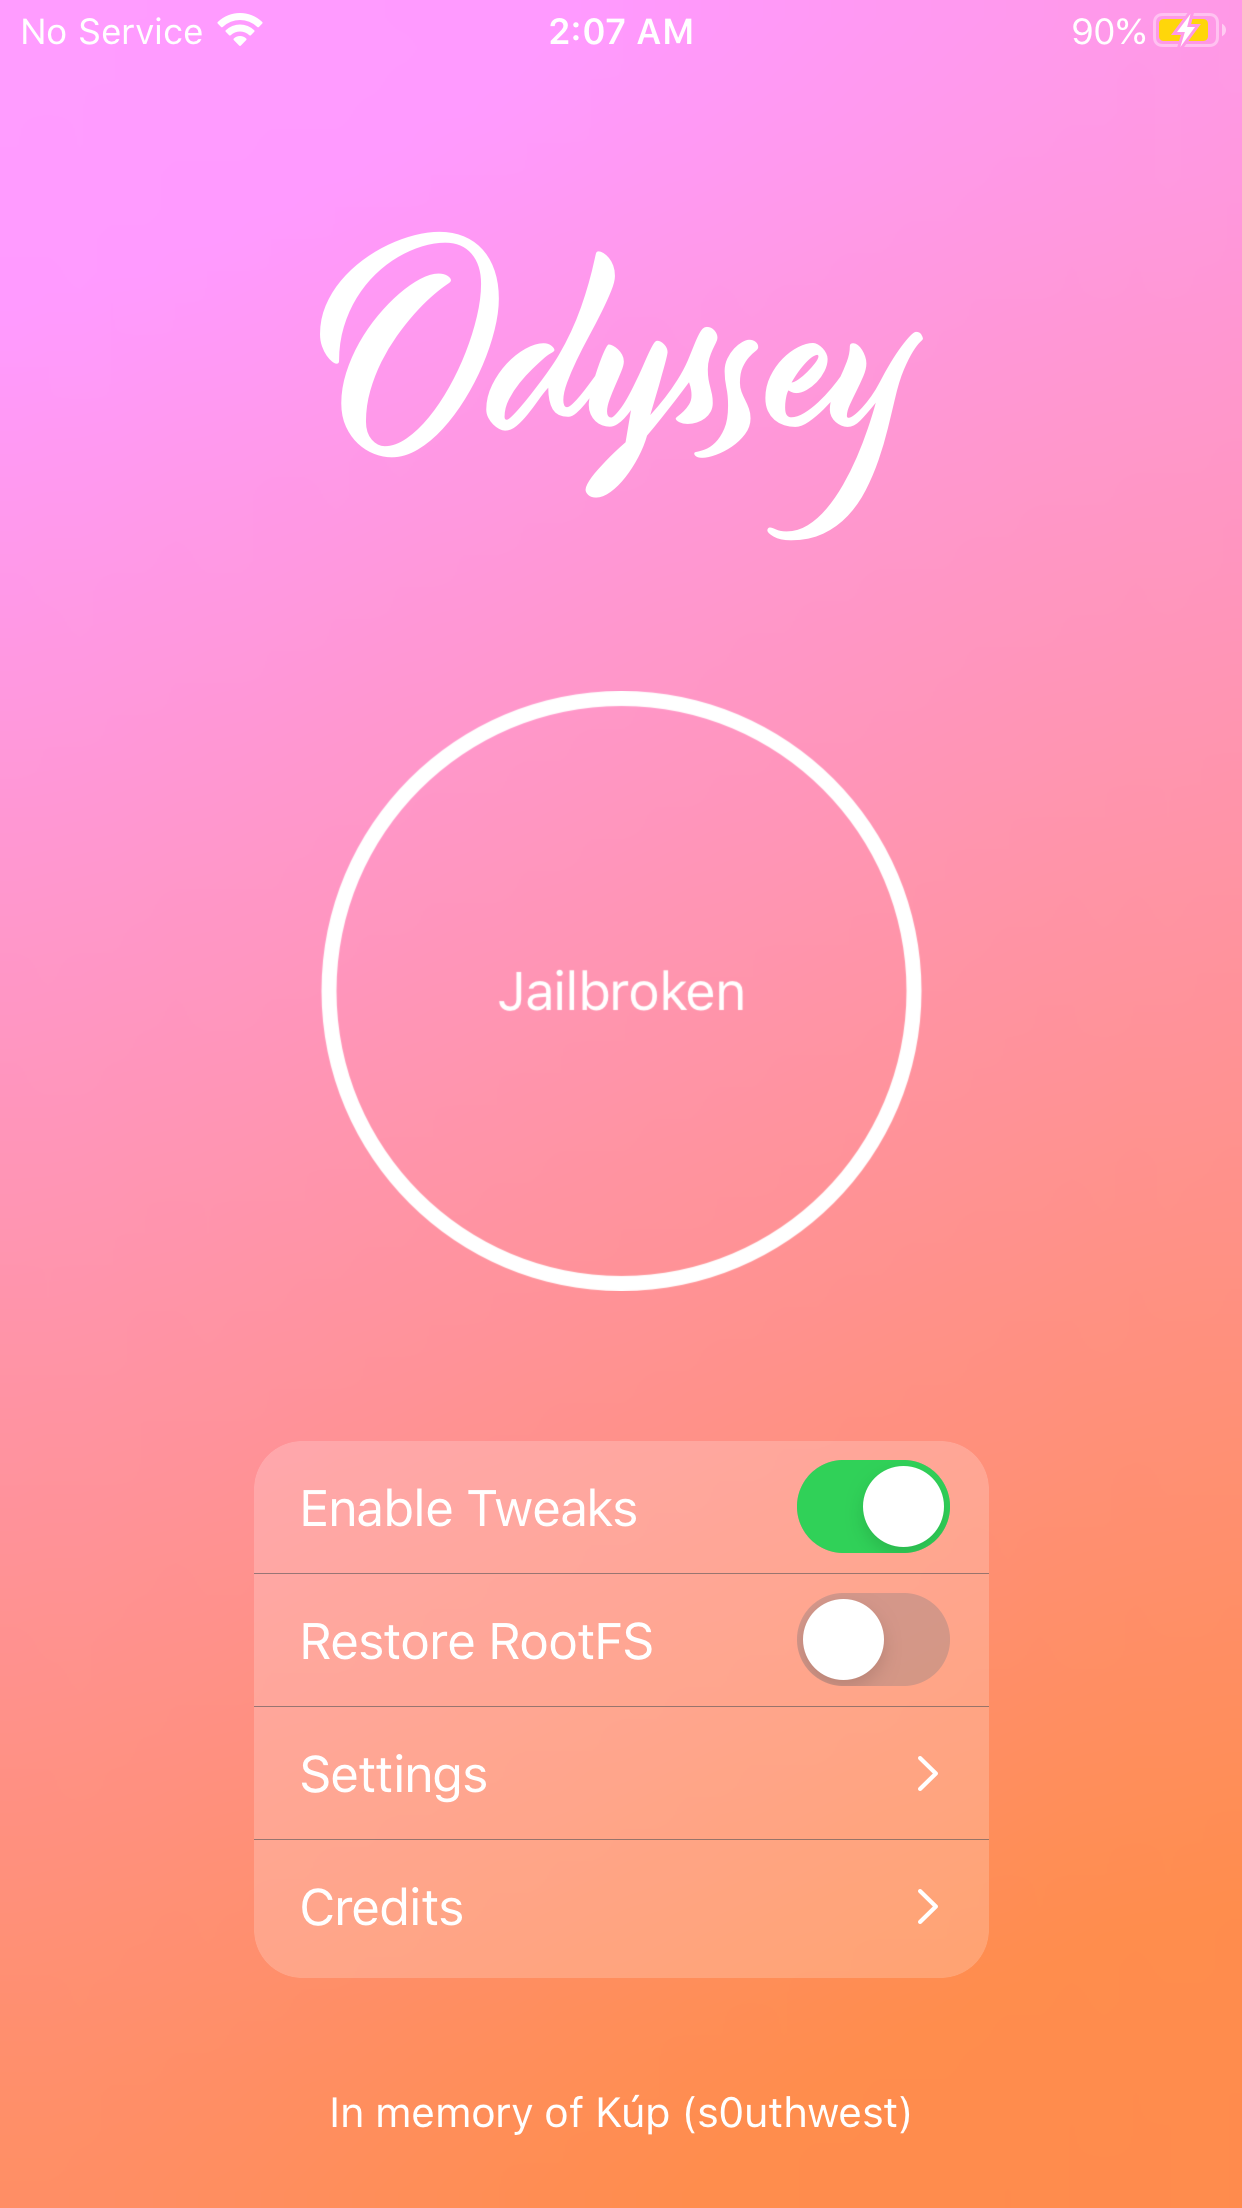 No Service 2:07 AM 90%
Odyssey
Jailbroken
Enable Tweaks
Restore RootFS
Settings
Credits
In memory of Kúp (s0uthwest)